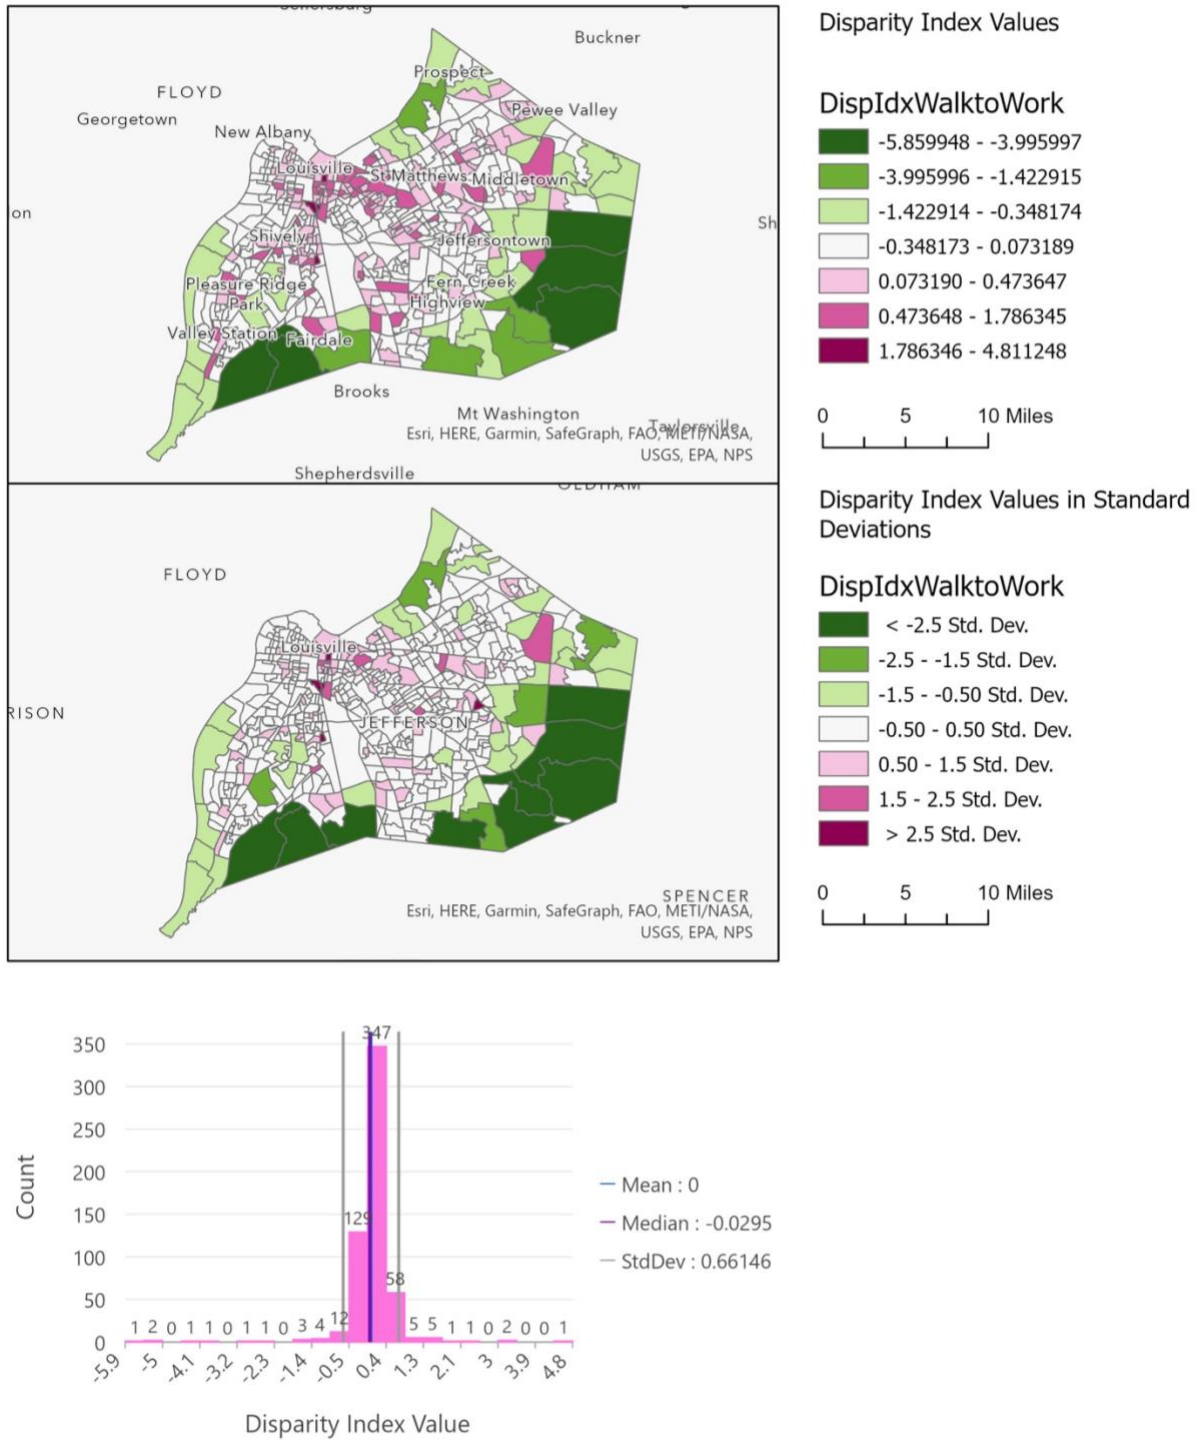 Buckner
Prospect
FLOYD
Georgetown
Pewee Valley
New Albany
Louisville
St Matthews
Middletown
on
Sh
Shively
Jeffersontown
Pleasure Ridge
Park
Fern Creek
Highview
Valley Station
Fairdale
Brooks
Mt Washington
Taylorsville
Esri, HERE, Garmin, SafeGraph, FAO, METI/NASA,
USGS, EPA, NPS
Shepherdsville
Disparity Index Values
DispIdxWalktoWork
-5.859948 - -3.995997
-3.995996 - -1.422915
-1.422914 - -0.348174
-0.348173 - 0.073189
0.073190 - 0.473647
0.473648 - 1.786345
1.786346 - 4.811248
0 5 10 Miles
OLDHAM
FLOYD
Louisville
RISON
JEFFERSON
SPENCER
Esri, HERE, Garmin, SafeGraph, FAO, METI/NASA,
USGS, EPA, NPS
Disparity Index Values in Standard
Deviations
DispIdxWalktoWork
< -2.5 Std. Dev.
-2.5 - -1.5 Std. Dev.
-1.5 - -0.50 Std. Dev.
-0.50 - 0.50 Std. Dev.
0.50 - 1.5 Std. Dev.
1.5 - 2.5 Std. Dev.
> 2.5 Std. Dev.
0 5 10 Miles
Count
350
300
250
200
150
100
50
0
1 2 0 1 1 0 1 1 0 3 4 12 129 347 58 5 5 1 1 0 2 0 0 1
-5.9 -5 -4.1 -3.2 -2.3 -1.4 -0.5 0.4 1.3 2.1 3 3.9 4.8
Disparity Index Value
Mean : 0
Median : -0.0295
StdDev : 0.66146